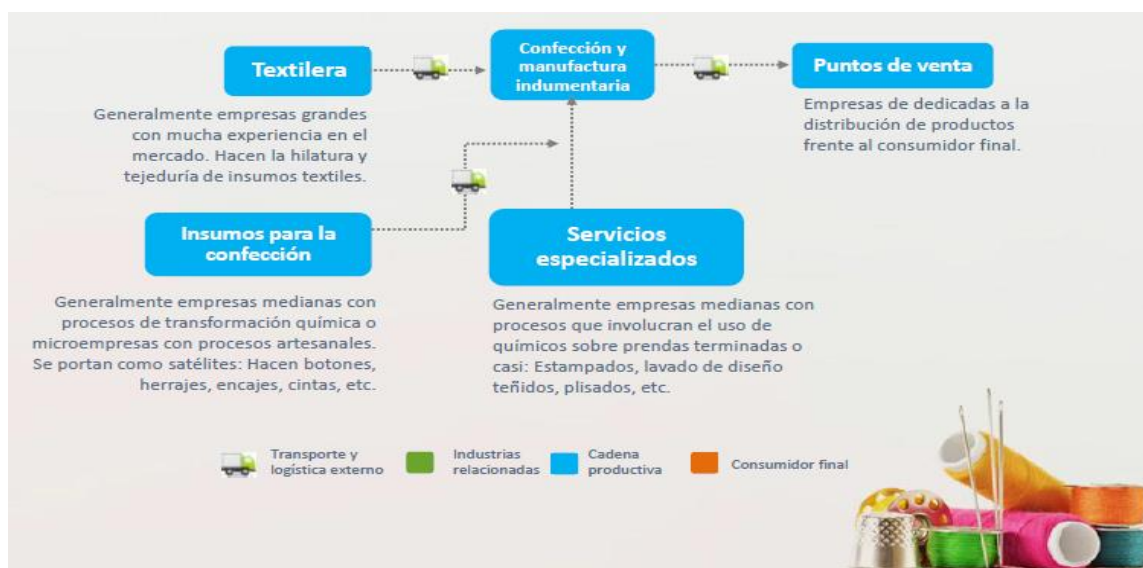 Textilera
Generalmente empresas grandes
con mucha experiencia en el
mercado. Hacen la hilatura y
tejeduría de insumos textiles.
Confección y
manufactura
indumentaria
Puntos de venta
Empresas de dedicadas a la
distribución de productos
frente al consumidor final.
Insumos para la
confección
Generalmente empresas medianas con
procesos de transformación química o
microempresas con procesos artesanales.
Se portan como satélites: Hacen botones,
herrajes, encajes, cintas, etc.
Servicios
especializados
Generalmente empresas medianas con
procesos que involucran el uso de
químicos sobre prendas terminadas o
casi: Estampados, lavado de diseño
teñidos, plisados, etc.
Transporte y
logística externo
Industrias
relacionadas
Cadena
productiva
Consumidor final